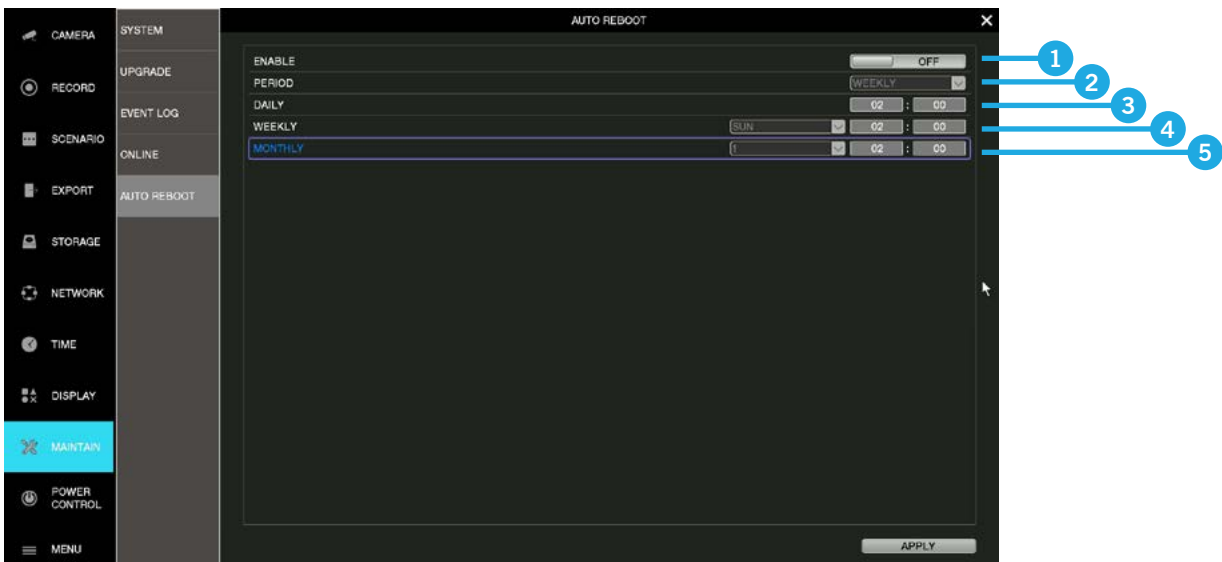 AUTO REBOOT
CAMERA
RECORD
SCENARIO
EXPORT
STORAGE
NETWORK
TIME
DISPLAY
MAINTAIN
POWER
CONTROL
MENU
SYSTEM
UPGRADE
EVENT LOG
ONLINE
AUTO REBOOT
ENABLE OFF 1
PERIOD WEEKLY 2
DAILY 02 : 00 3
WEEKLY SUN 02 : 00 4
MONTHLY 1 02 : 00 5
APPLY